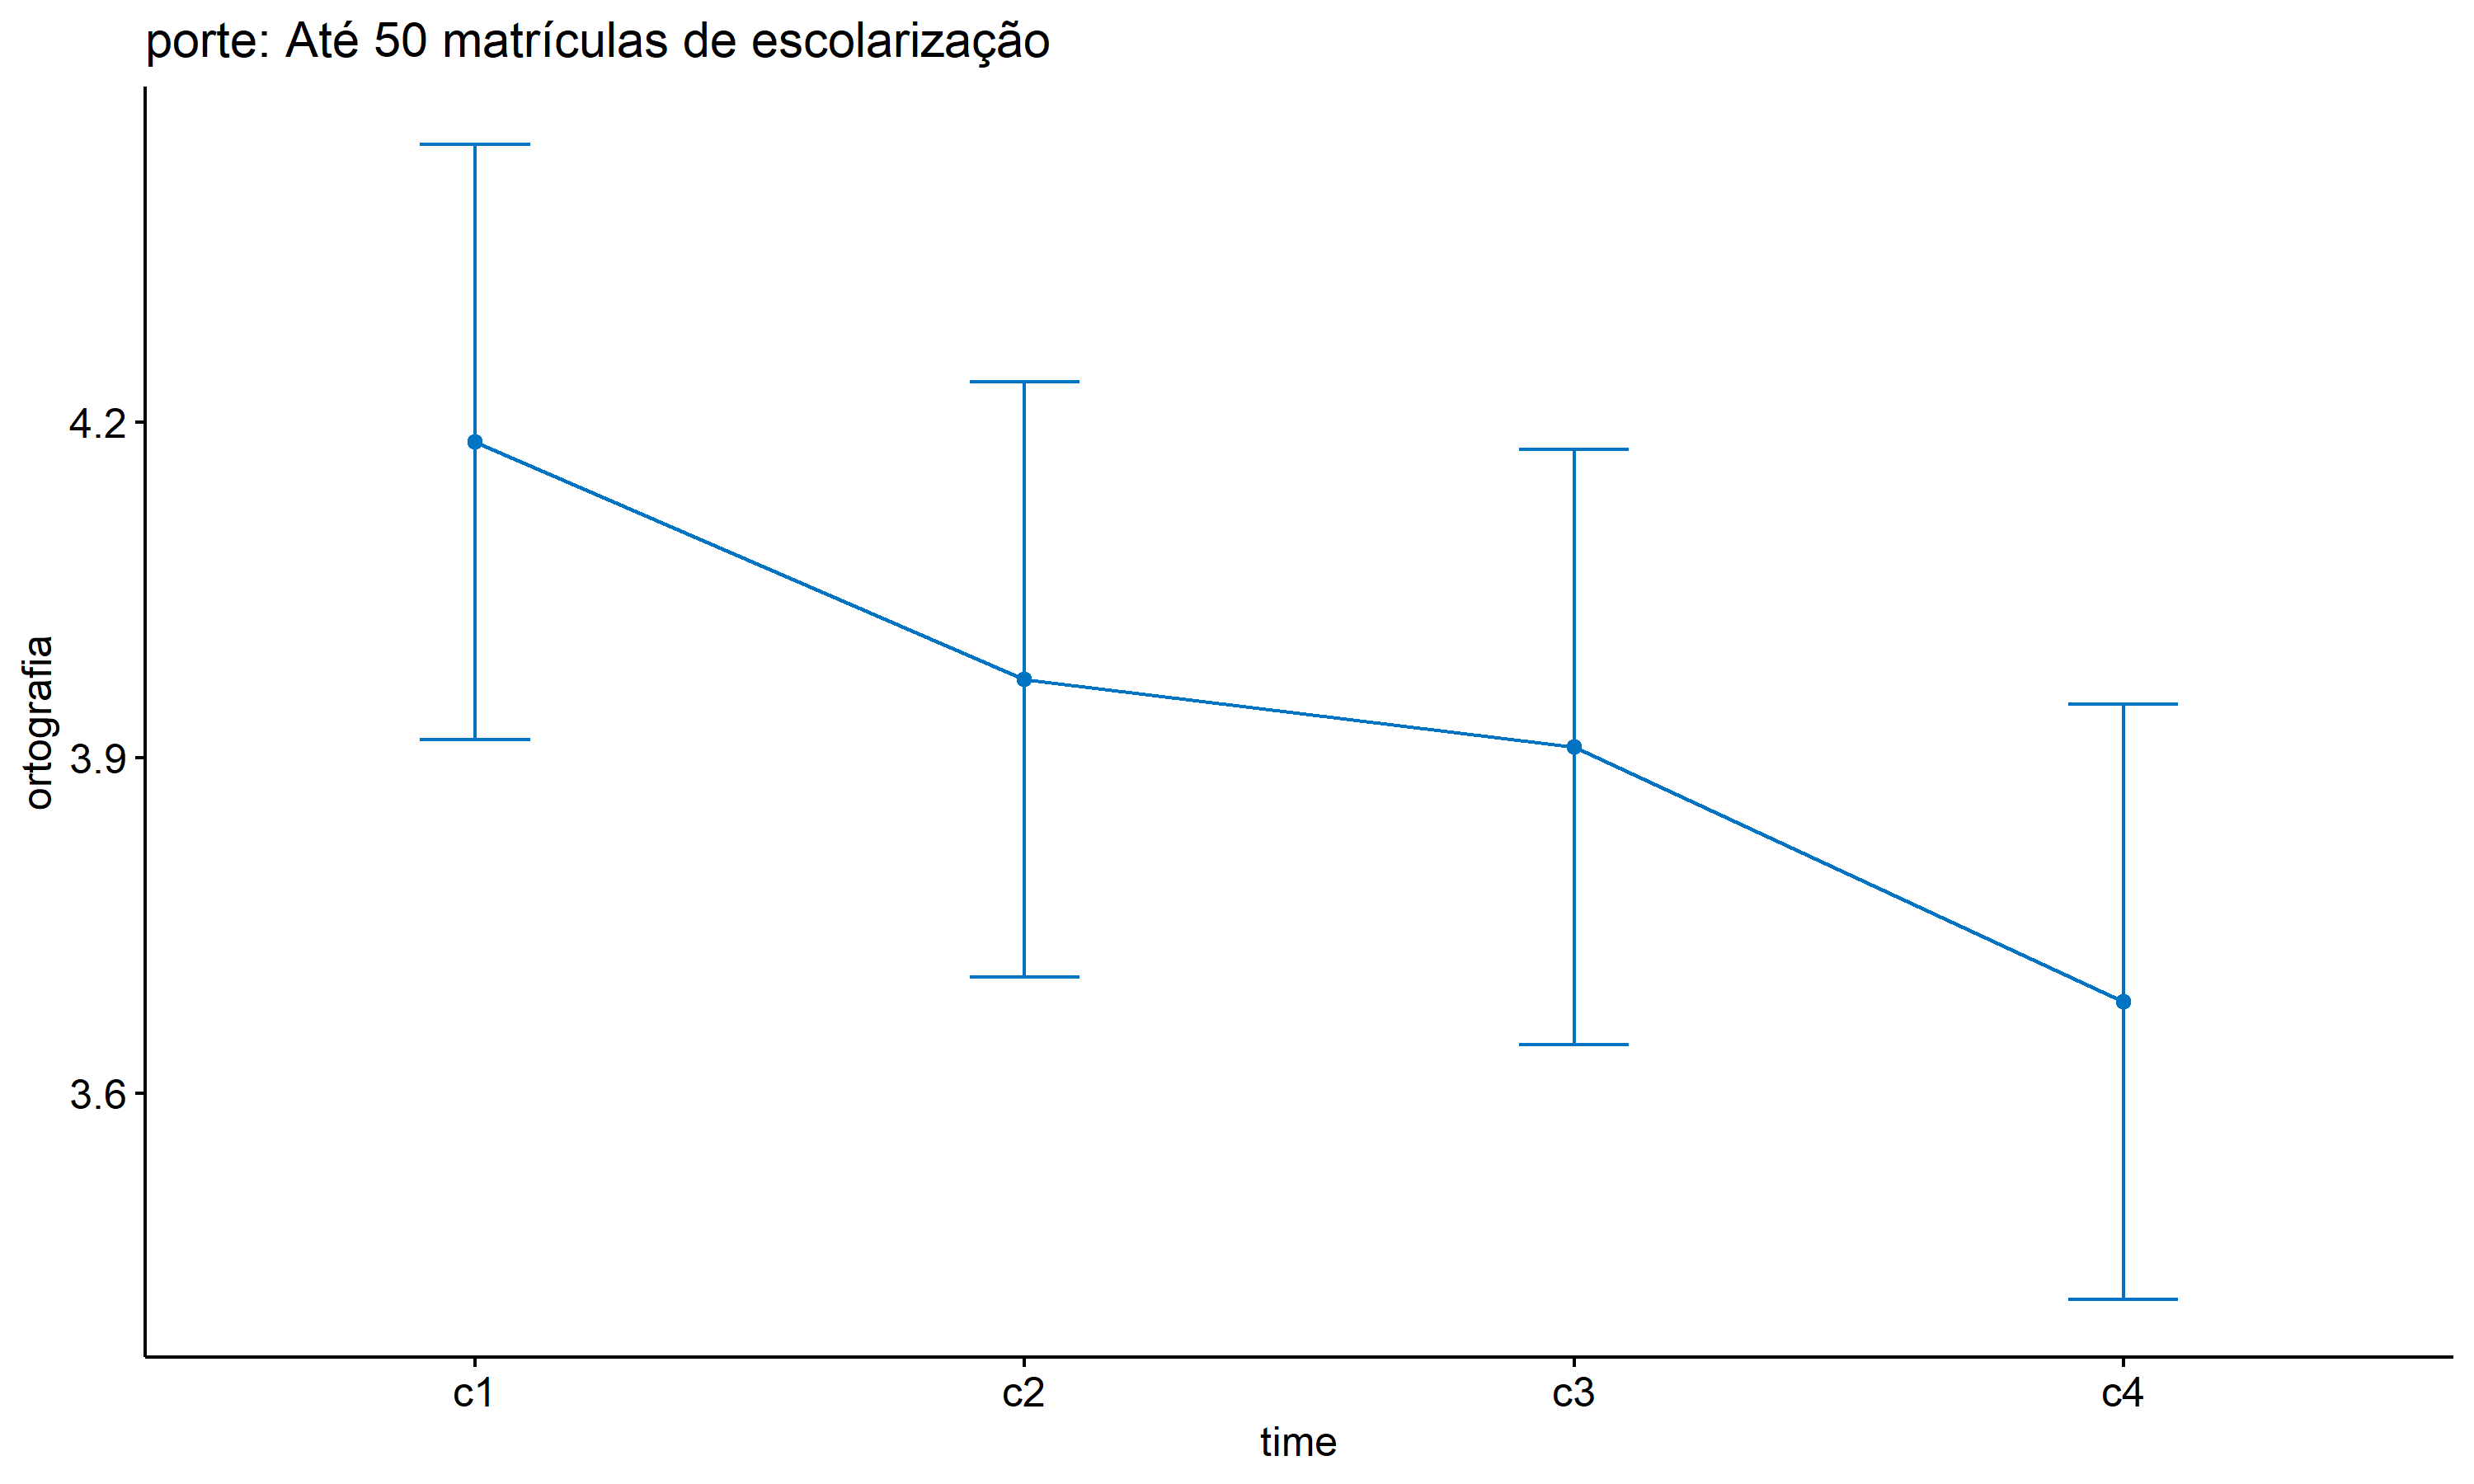 porte: Até 50 matrículas de escolarização
ortografia
4.2
3.9
3.6
c1
c2
c3
c4
time